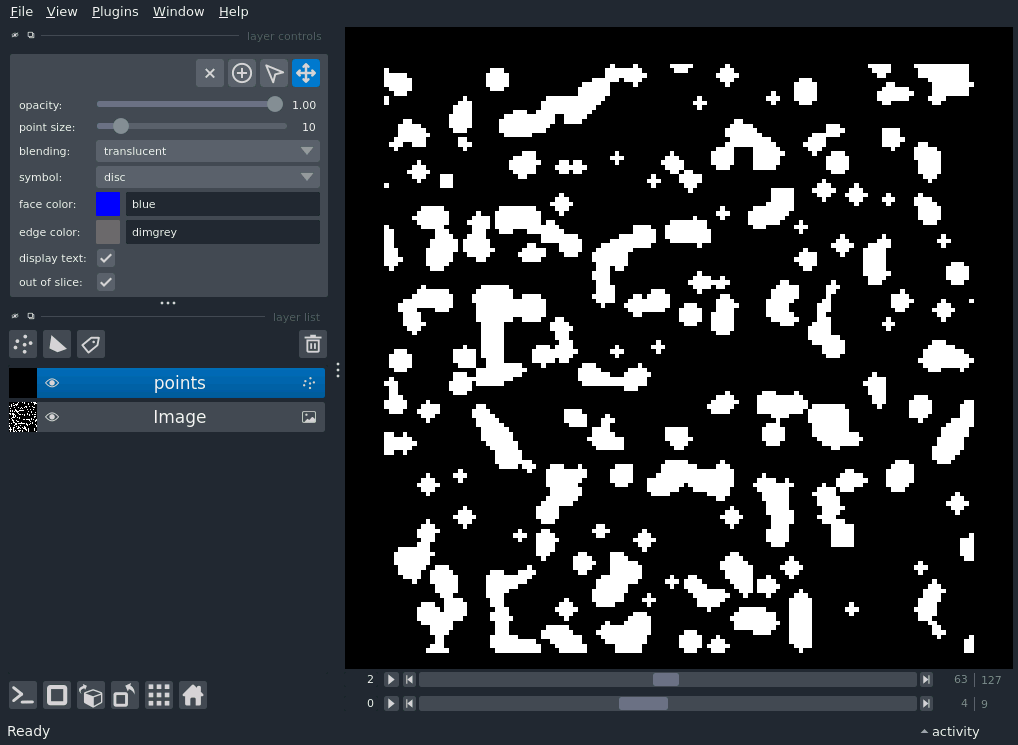 File View Plugins Window Help
layer controls
opacity: 1.00
point size: 10
blending: translucent
symbol: disc
face color: blue
edge color: dimgrey
display text:
out of slice:
layer list
points
Image
2 63 127
0 4 9
Ready activity